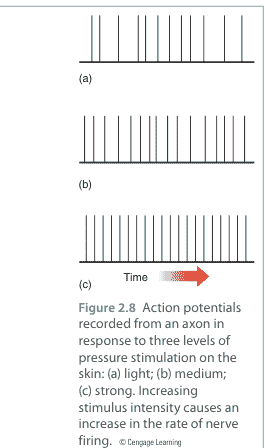 (a)
(b)
Time
(c)
Figure 2.8 Action potentials
recorded from an axon in
response to three levels of
pressure stimulation on the
skin: (a) light; (b) medium;
(c) strong. Increasing
stimulus intensity causes an
increase in the rate of nerve
firing. © Cengage Learning